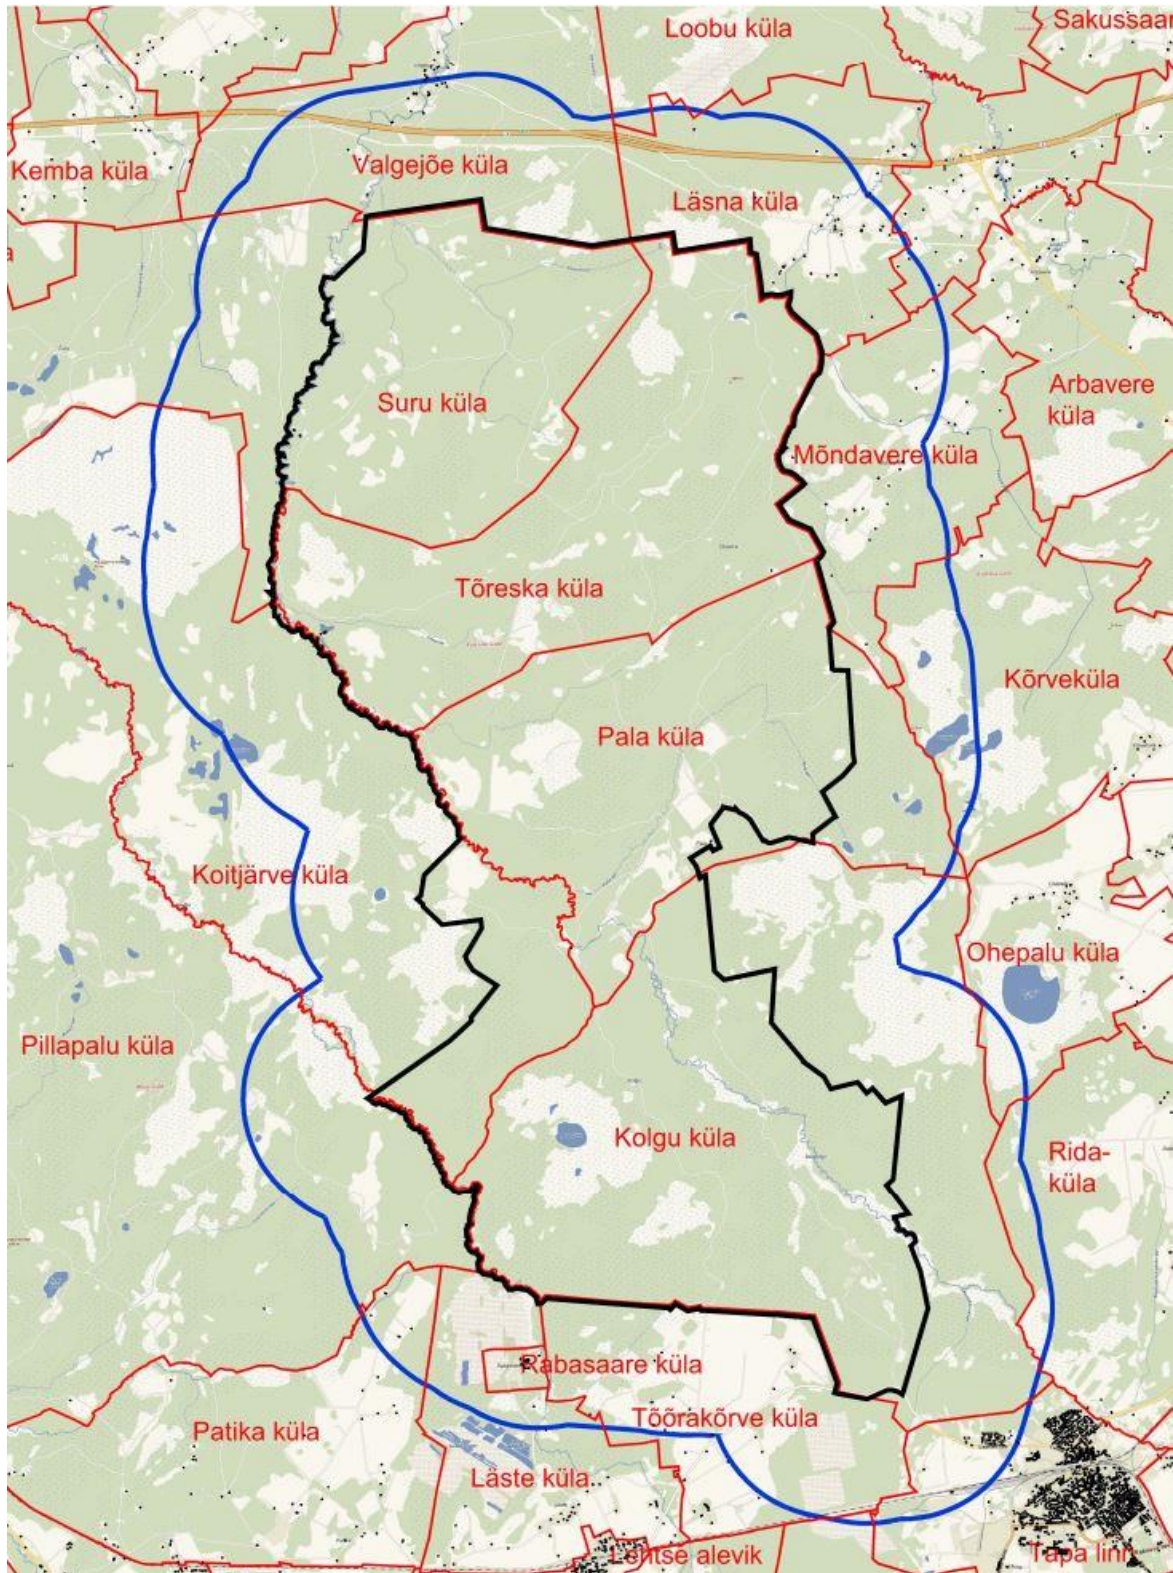 Loobu küla
Sakussaar
Kemba küla
Valgejõe küla
Läsna küla
a
Suru küla
Arbavere
küla
Mõndavere küla
Tõreska küla
Kõrveküla
Pala küla
Koitjärve küla
Ohepalu küla
Pillapalu küla
Kolgu küla
Rida-
küla
Rabasaare küla
Tõõrakõrve küla
Patika küla
Läste küla
Lehtse alevik
Tapa linn